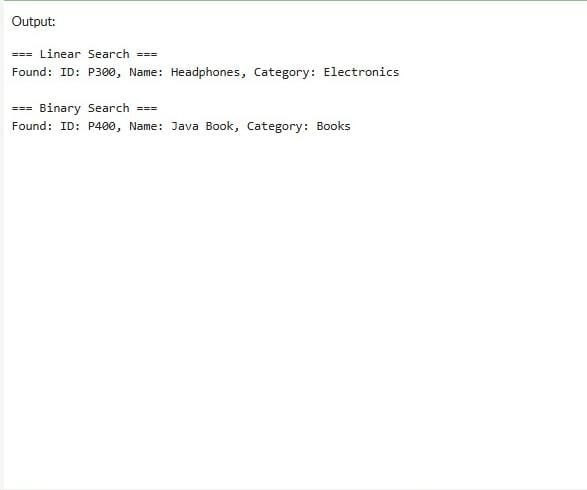 Output:
=== Linear Search ===
Found: ID: P300, Name: Headphones, Category: Electronics
=== Binary Search ===
Found: ID: P400, Name: Java Book, Category: Books